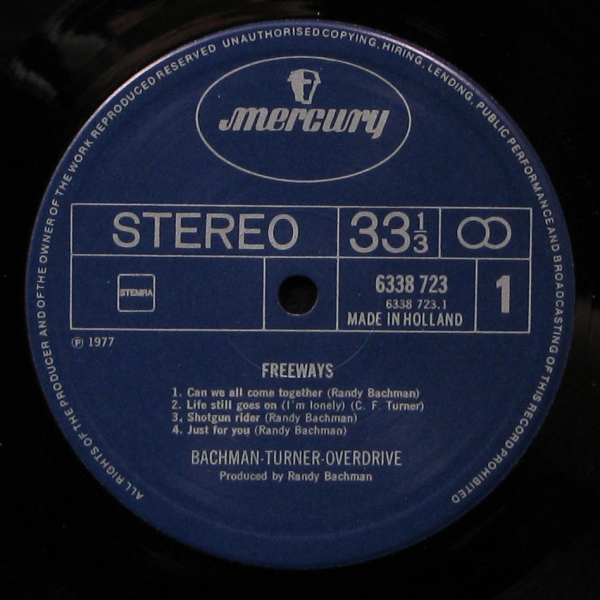 ALL RIGHTS OF THE PRODUCER AND OF THE OWNER OF THE WORK REPRODUCED RESERVED UNAUTHORISED COPYING, HIRING, LENDING, PUBLIC PERFORMANCE AND BROADCASTING OF THIS RECORD PROHIBITED
mercury
STEREO
33 1/3
STEMRA
6338 723
6338 723.1
MADE IN HOLLAND
1
℗ 1977
FREEWAYS
1. Can we all come together (Randy Bachman)
2. Life still goes on (I'm lonely) (C. F. Turner)
3. Shotgun rider (Randy Bachman)
4. Just for you (Randy Bachman)
BACHMAN-TURNER-OVERDRIVE
Produced by Randy Bachman